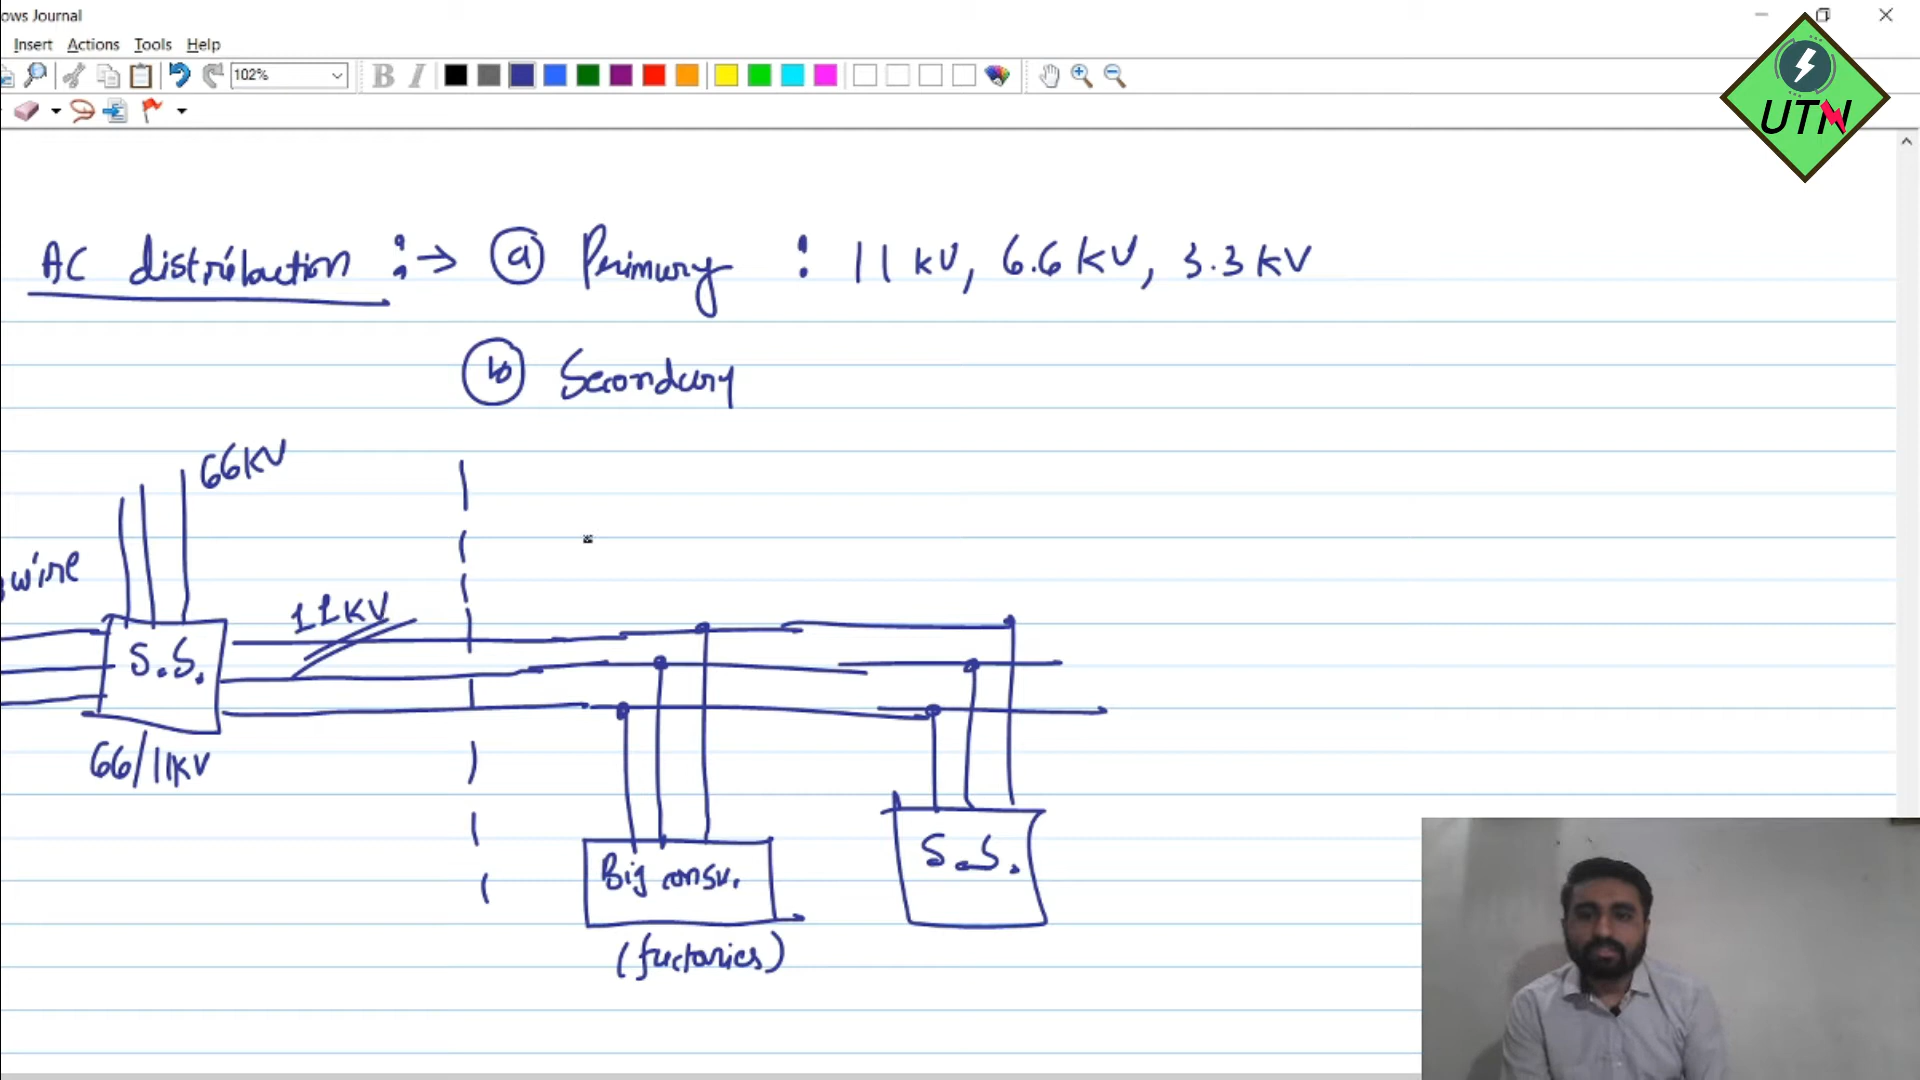 ows Journal
Insert Actions Tools Help
102%
B I
UTN
AC distribution :→ (a) Primary : 11 kV, 6.6 kV, 3.3 kV
(b) Secondary
66KV
wire
11KV
S.S.
66/11KV
Big consu.
S.S.
(factories)